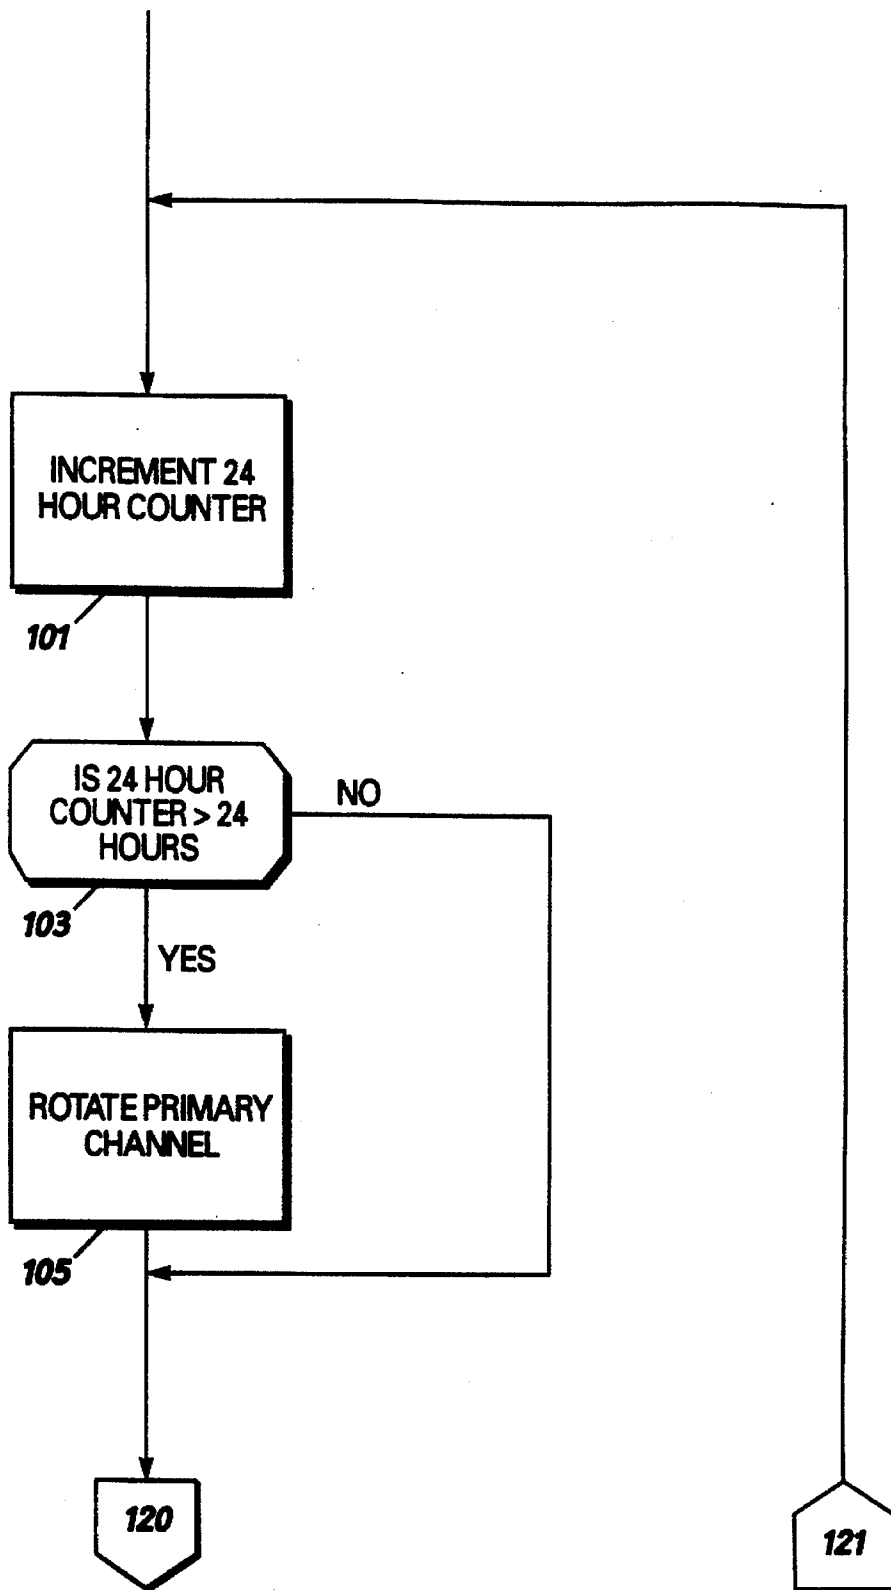 INCREMENT 24
HOUR COUNTER
101
IS 24 HOUR
COUNTER > 24
HOURS
NO
103
YES
ROTATE PRIMARY
CHANNEL
105
120
121